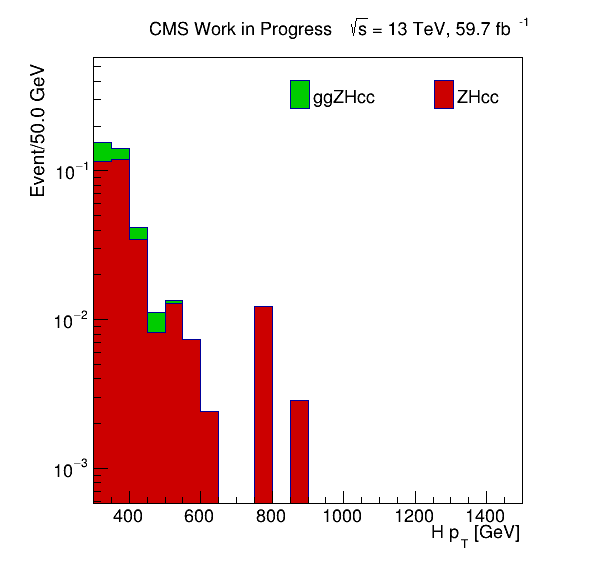 CMS Work in Progress √s = 13 TeV, 59.7 fb⁻¹
Event/50.0 GeV
ggZHcc ZHcc
10⁻¹
10⁻²
10⁻³
400 600 800 1000 1200 1400
H p_T [GeV]